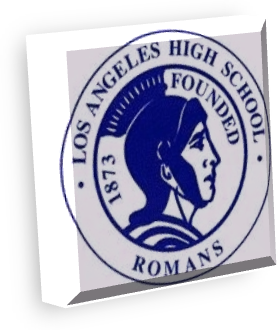 LOS ANGELES HIGH SCHOOL
FOUNDED
1873
ROMANS